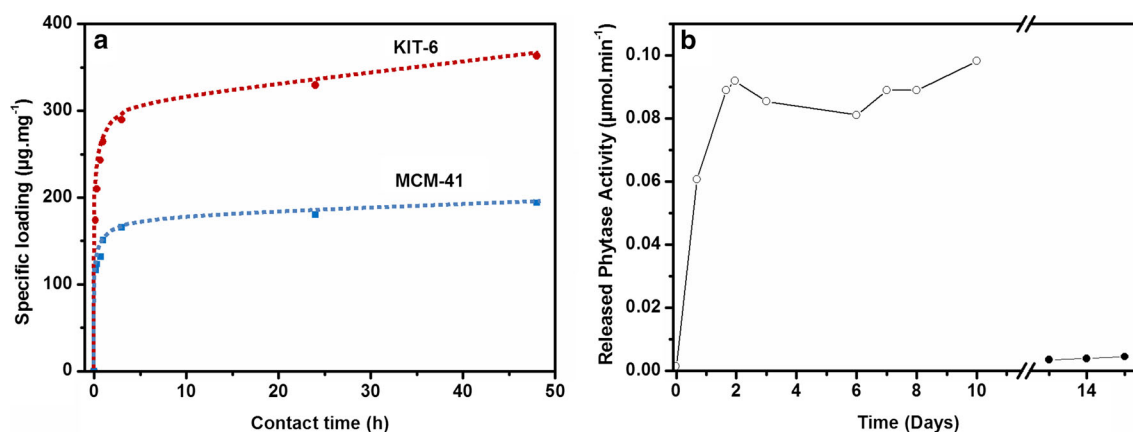 a
KIT-6
MCM-41
Specific loading (µg.mg⁻¹)
400
300
200
100
0
0 10 20 30 40 50
Contact time (h)
b
Released Phytase Activity (µmol.min⁻¹)
0.10
0.08
0.06
0.04
0.02
0.00
0 2 4 6 8 10 14
Time (Days)